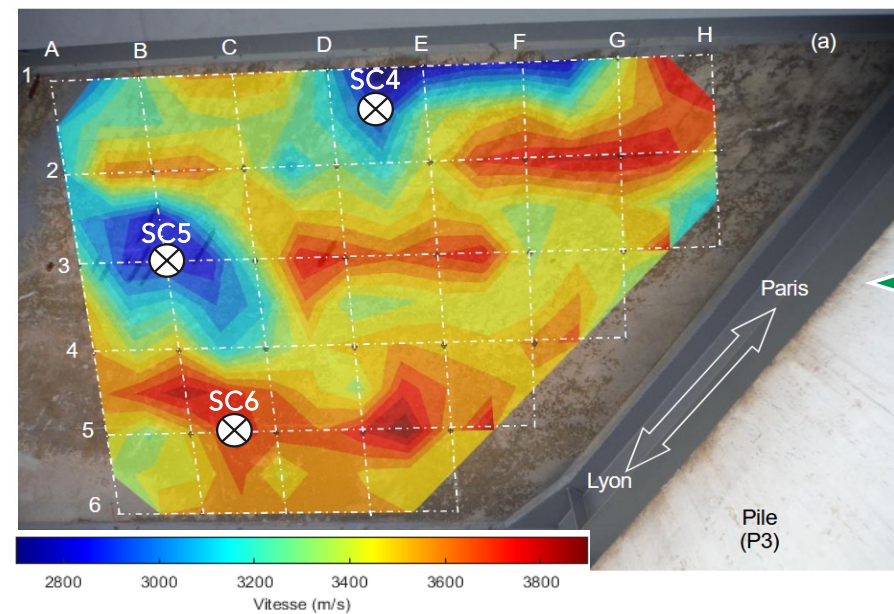 A B C D E F G H (a)
1
SC4
2
SC5
3
Paris
4
SC6
5
Lyon
6
Pile
(P3)
2800 3000 3200 3400 3600 3800
Vitesse (m/s)